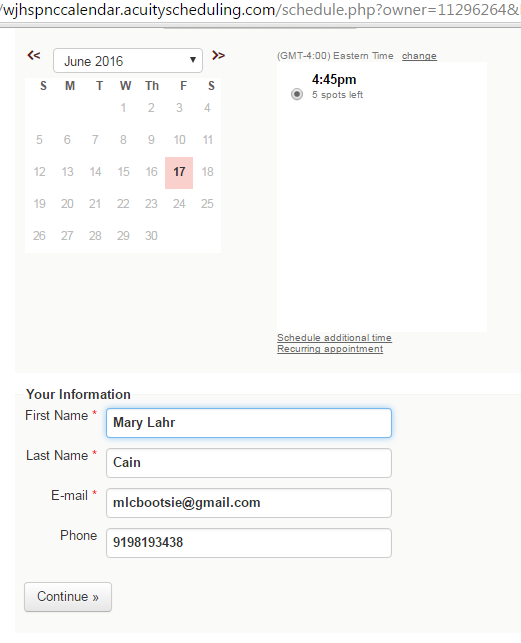 /wjhspnccalendar.acuityscheduling.com/schedule.php?owner=11296264&
<< June 2016 >>
S M T W Th F S
1 2 3 4
5 6 7 8 9 10 11
12 13 14 15 16 17 18
19 20 21 22 23 24 25
26 27 28 29 30
(GMT-4:00) Eastern Time change
4:45pm
5 spots left
Schedule additional time
Recurring appointment
Your Information
First Name * Mary Lahr
Last Name * Cain
E-mail * mlcbootsie@gmail.com
Phone 9198193438
Continue »